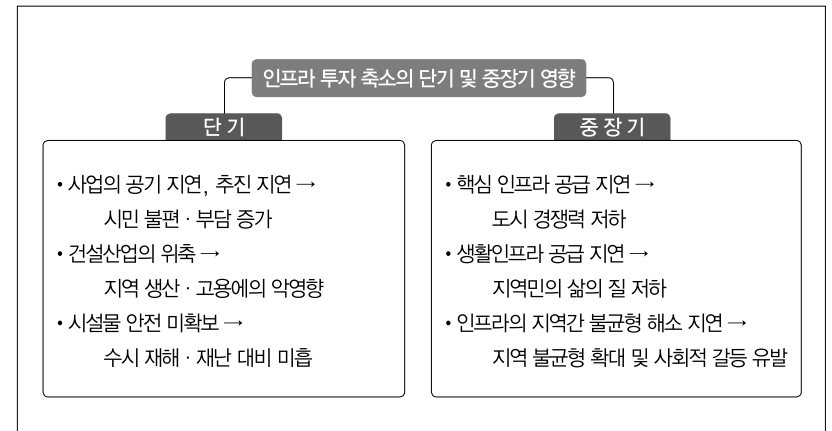 인프라 투자 축소의 단기 및 중장기 영향
단 기
• 사업의 공기 지연, 추진 지연 →
시민 불편 · 부담 증가
• 건설산업의 위축 →
지역 생산 · 고용에의 악영향
• 시설물 안전 미확보 →
수시 재해 · 재난 대비 미흡
중 장 기
• 핵심 인프라 공급 지연 →
도시 경쟁력 저하
• 생활인프라 공급 지연 →
지역민의 삶의 질 저하
• 인프라의 지역간 불균형 해소 지연 →
지역 불균형 확대 및 사회적 갈등 유발